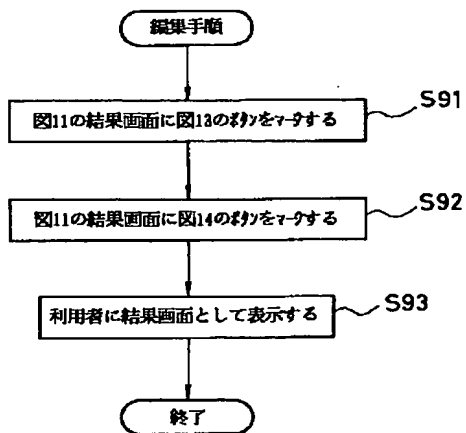 編集手順
図11の結果画面に図13のﾎﾞﾀﾝをﾏｰｸする
S91
図11の結果画面に図14のﾎﾞﾀﾝをﾏｰｸする
S92
利用者に結果画面として表示する
S93
終了